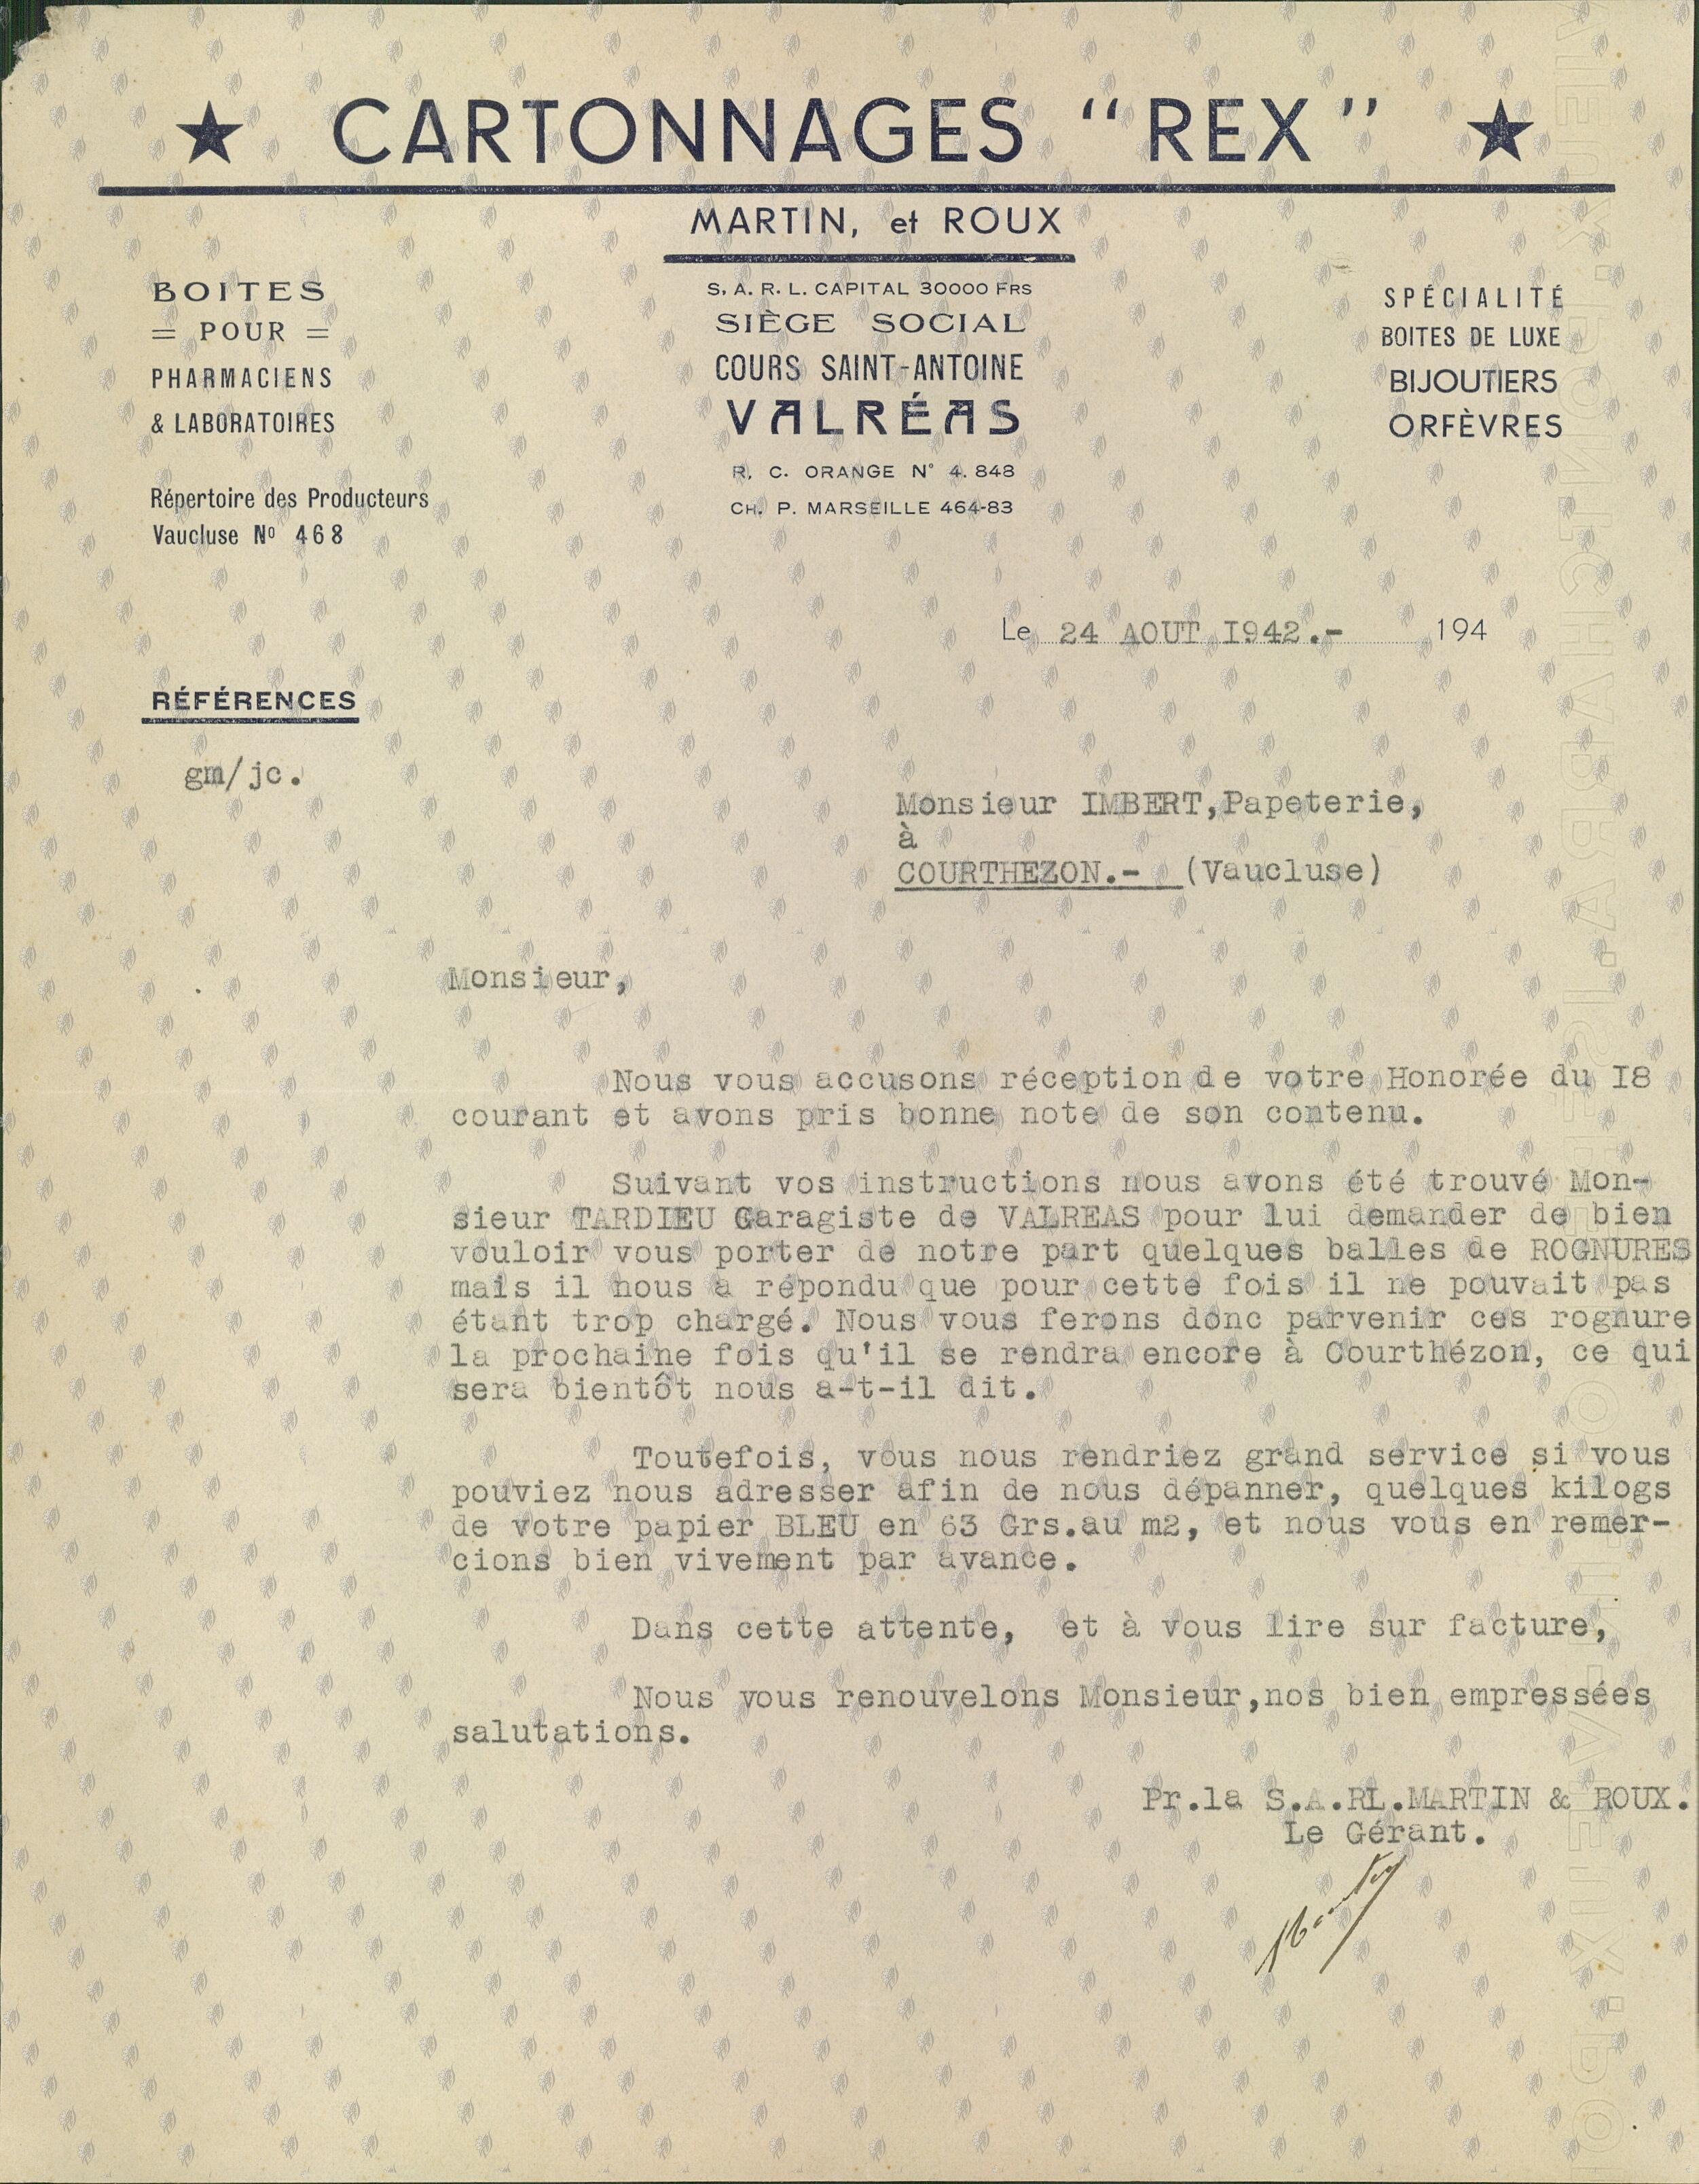 ★ CARTONNAGES "REX" ★
MARTIN, et ROUX
BOITES
= POUR =
PHARMACIENS
& LABORATOIRES
Répertoire des Producteurs
Vaucluse No 468
S. A. R. L. CAPITAL 30000 FRS
SIÈGE SOCIAL
COURS SAINT-ANTOINE
VALRÉAS
R. C. ORANGE N° 4. 848
CH. P. MARSEILLE 464-83
SPÉCIALITÉ
BOITES DE LUXE
BIJOUTIERS
ORFÈVRES
Le 24 AOUT I942.- 194
RÉFÉRENCES
gm/jc.
Monsieur IMBERT,Papeterie,
à
COURTHEZON.- (Vaucluse)
Monsieur,
Nous vous accusons réception de votre Honorée du I8
courant et avons pris bonne note de son contenu.
Suivant vos instructions nous avons été trouvé Mon-
sieur TARDIEU Garagiste de VALREAS pour lui demander de bien
vouloir vous porter de notre part quelques balles de ROGNURES
mais il nous a répondu que pour cette fois il ne pouvait pas
étant trop chargé. Nous vous ferons donc parvenir ces rognure
la prochaine fois qu'il se rendra encore à Courthézon, ce qui
sera bientôt nous a-t-il dit.
Toutefois, vous nous rendriez grand service si vous
pouviez nous adresser afin de nous dépanner, quelques kilogs
de votre papier BLEU en 63 Grs.au m2, et nous vous en remer-
cions bien vivement par avance.
Dans cette attente, et à vous lire sur facture,
Nous vous renouvelons Monsieur,nos bien empressées
salutations.
Pr.la S.A.RL.MARTIN & ROUX.
Le Gérant.